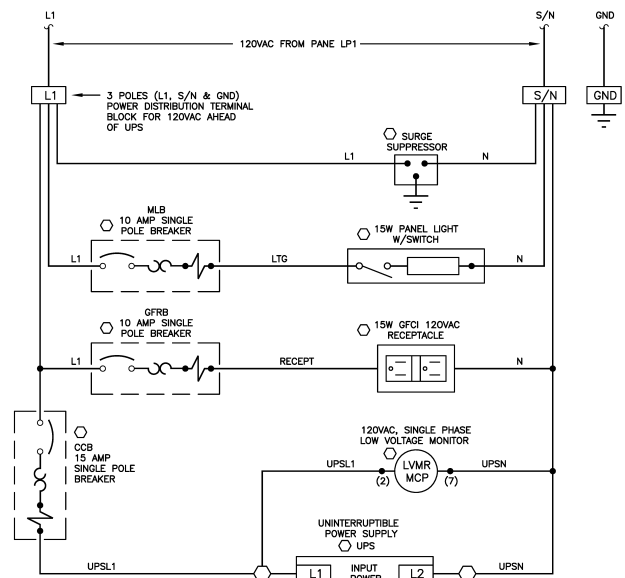 L1
S/N
GND
120VAC FROM PANE LP1
L1
3 POLES (L1, S/N & GND)
POWER DISTRIBUTION TERMINAL
BLOCK FOR 120VAC AHEAD
OF UPS
S/N
GND
SURGE
SUPPRESSOR
L1
N
MLB
10 AMP SINGLE
POLE BREAKER
15W PANEL LIGHT
W/SWITCH
L1
LTG
N
GFRB
10 AMP SINGLE
POLE BREAKER
15W GFCI 120VAC
RECEPTACLE
L1
RECEPT
N
CCB
15 AMP
SINGLE POLE
BREAKER
120VAC, SINGLE PHASE
LOW VOLTAGE MONITOR
UPSL1
(2)
LVMR
MCP
(7)
UPSN
UNINTERRUPTIBLE
POWER SUPPLY
UPS
UPSL1
L1
INPUT
POWER
L2
UPSN